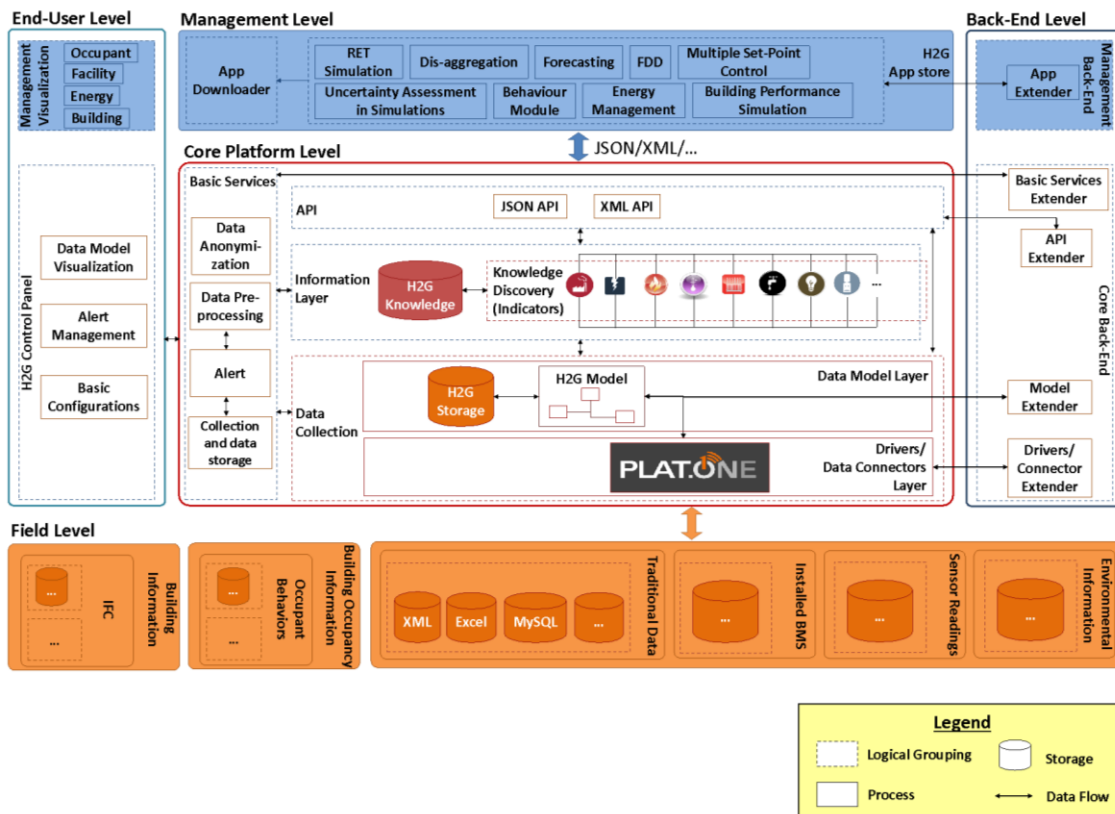 End-User Level
Management Level
Back-End Level
Management
Visualization
Occupant
Facility
Energy
Building
App
Downloader
RET
Simulation
Dis-aggregation
Forecasting
FDD
Multiple Set-Point
Control
Uncertainty Assessment
in Simulations
Behaviour
Module
Energy
Management
Building Performance
Simulation
H2G
App store
App
Extender
Management
Back-End
JSON/XML/...
Core Platform Level
H2G Control Panel
Data Model
Visualization
Alert
Management
Basic
Configurations
Basic Services
Data
Anonymi-
zation
Data Pre-
processing
Alert
Collection
and data
storage
API
JSON API
XML API
Information
Layer
H2G
Knowledge
Knowledge
Discovery
(Indicators)
...
Data
Collection
H2G
Storage
H2G Model
Data Model Layer
PLAT.ONE
Drivers/
Data Connectors
Layer
Basic Services
Extender
API
Extender
Core Back-End
Model
Extender
Drivers/
Connector
Extender
Field Level
...
...
IFC
Building
Information
...
...
Occupant
Behaviors
Building Occupancy
Information
XML
Excel
MySQL
...
Traditional Data
...
Installed BMS
...
Sensor Readings
...
Environmental
Information
Legend
Logical Grouping
Storage
Process
Data Flow